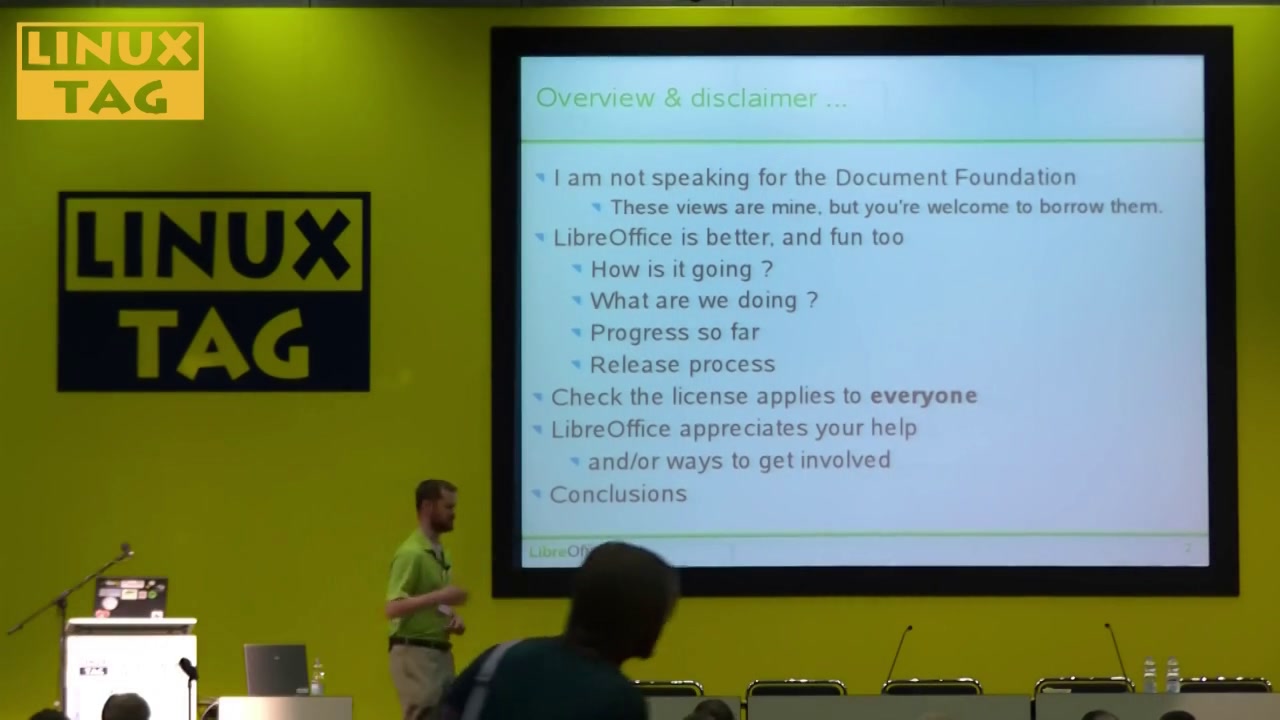 LINUX
TAG
LINUX
TAG
Overview & disclaimer ...
I am not speaking for the Document Foundation
These views are mine, but you're welcome to borrow them.
LibreOffice is better, and fun too
How is it going ?
What are we doing ?
Progress so far
Release process
Check the license applies to everyone
LibreOffice appreciates your help
and/or ways to get involved
Conclusions
2
TAG